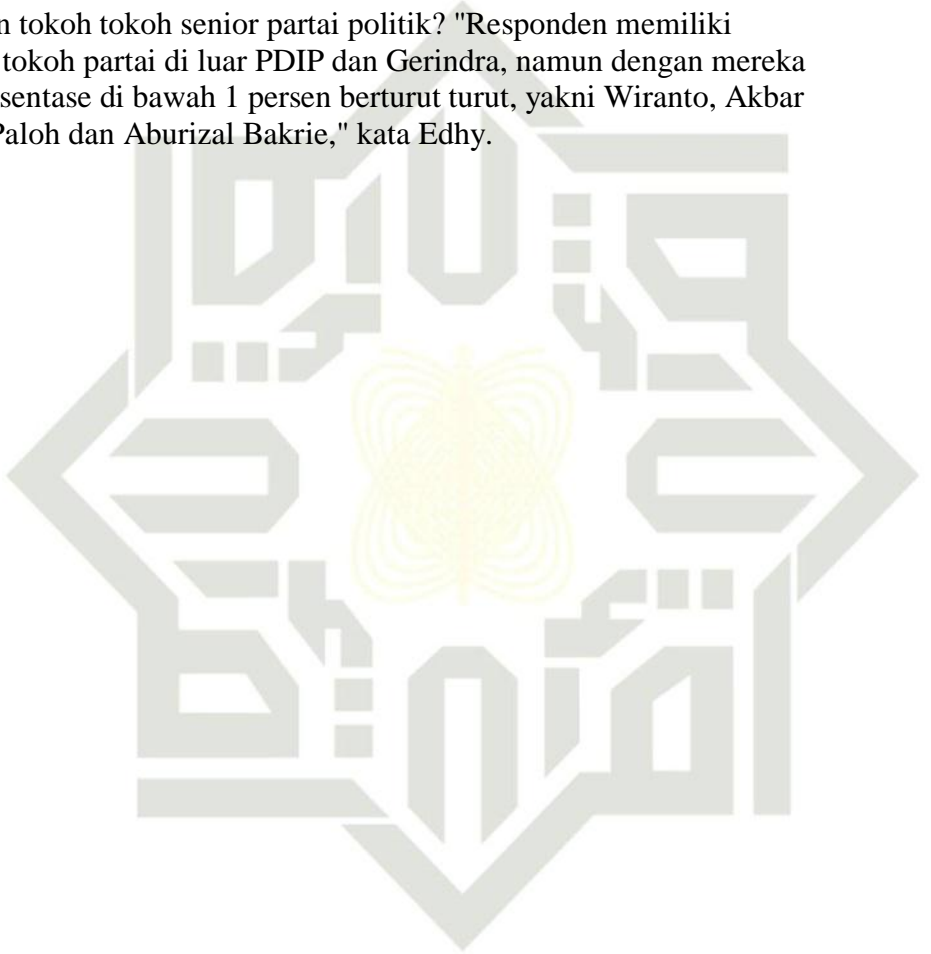 n tokoh tokoh senior partai politik? "Responden memiliki
tokoh partai di luar PDIP dan Gerindra, namun dengan mereka
sentase di bawah 1 persen berturut turut, yakni Wiranto, Akbar
Paloh dan Aburizal Bakrie," kata Edhy.